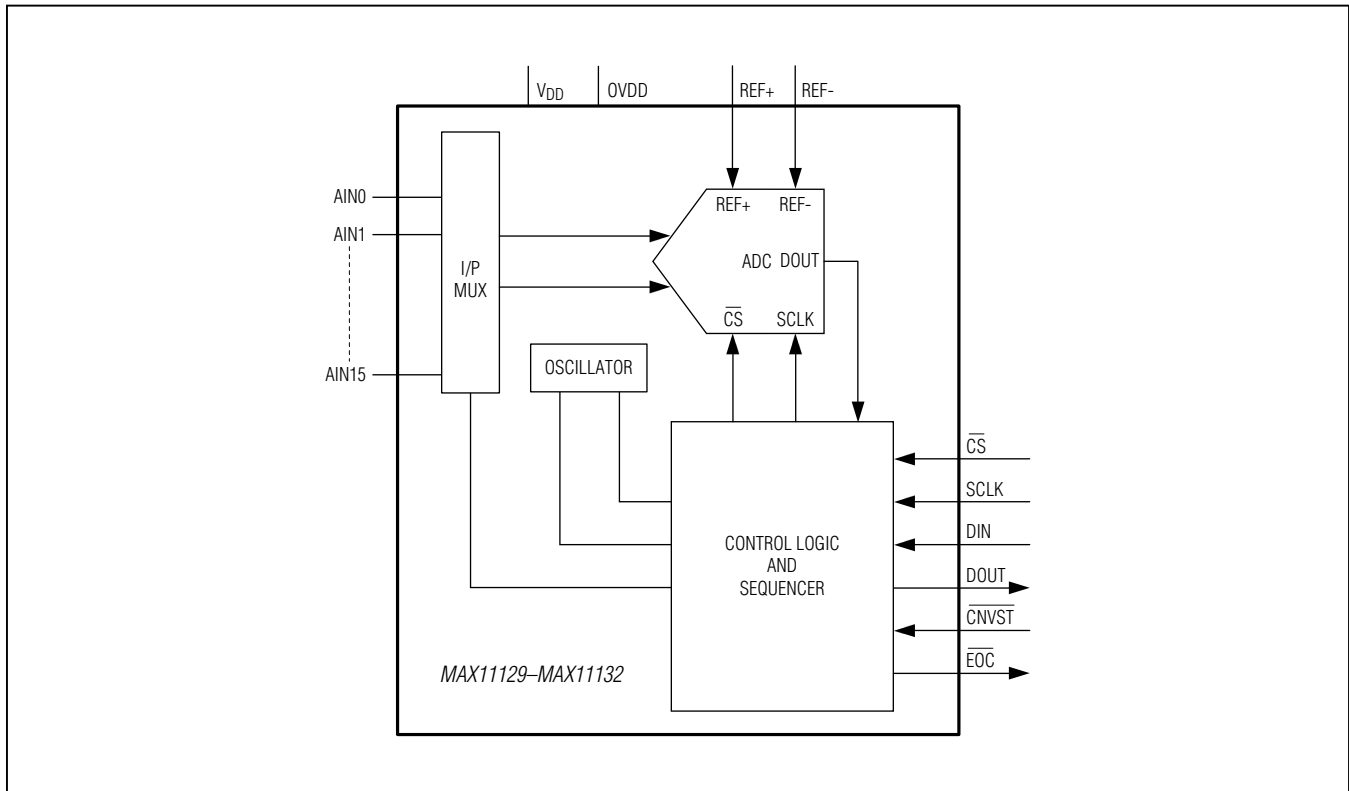 VDD
OVDD
REF+
REF-
AIN0
AIN1
AIN15
I/P
MUX
REF+
REF-
ADC
DOUT
CS
SCLK
OSCILLATOR
CONTROL LOGIC
AND
SEQUENCER
CS
SCLK
DIN
DOUT
CNVST
EOC
MAX11129–MAX11132